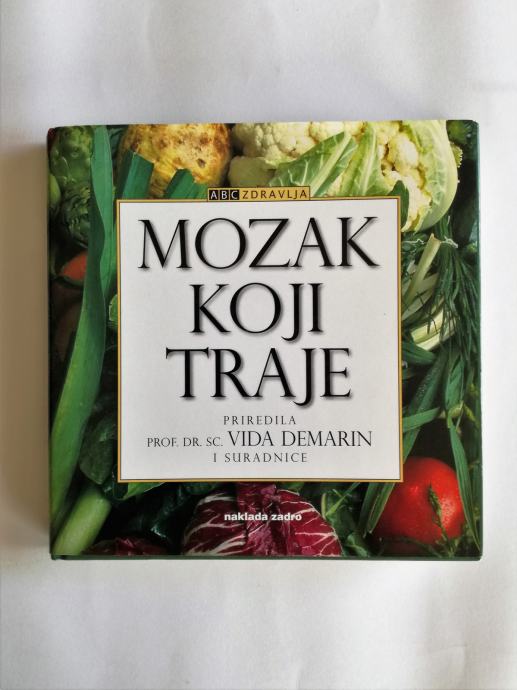 ABC ZDRAVLJA
MOZAK
KOJI
TRAJE
PRIREDILA
PROF. DR. SC. VIDA DEMARIN
I SURADNICE
naklada zadro